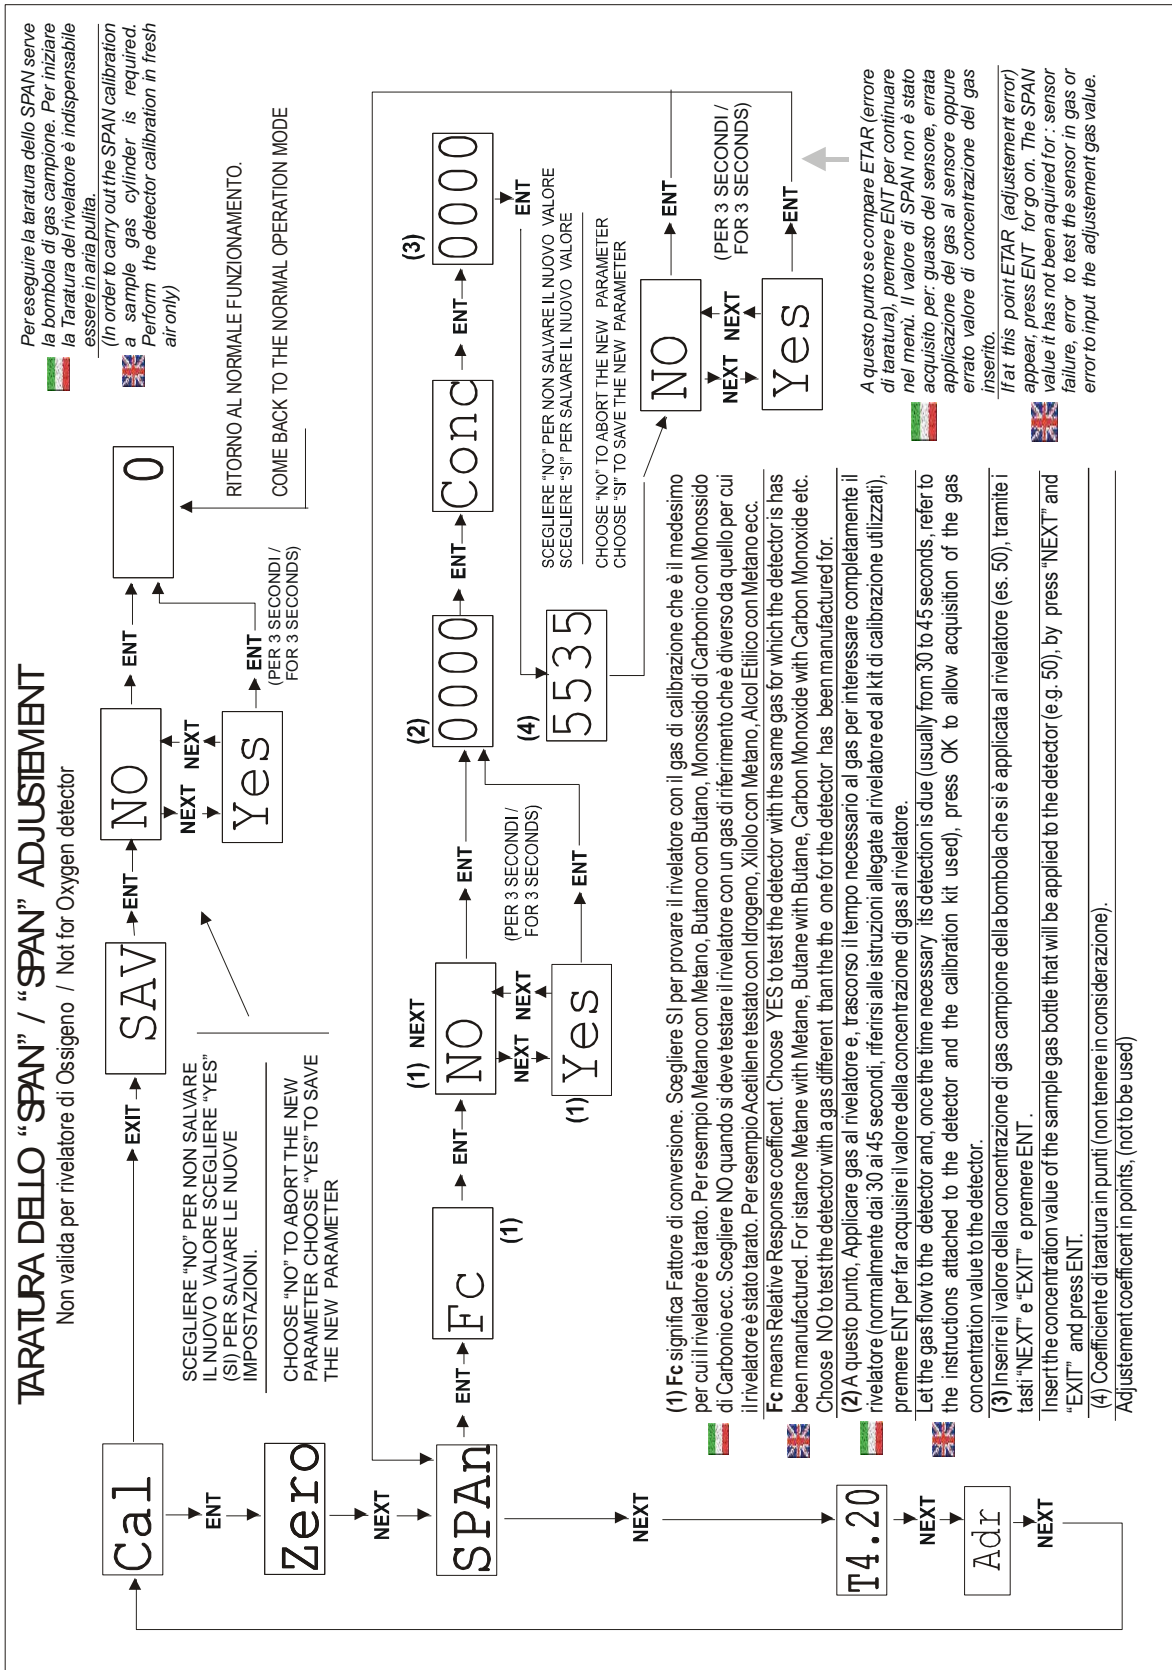 TARATURA DELLO "SPAN" / "SPAN" ADJUSTEMENT
Non valida per rivelatore di Ossigeno / Not for Oxygen detector
Per eseguire la taratura dello SPAN serve
la bombola di gas campione. Per iniziare
la Taratura del rivelatore è indispensabile
essere in aria pulita.
(In order to carry out the SPAN calibration
a sample gas cylinder is required.
Perform the detector calibration in fresh
air only)
Cal
EXIT
SAV
ENT
NO
ENT
0
NEXT
NEXT
Yes
ENT
(PER 3 SECONDI /
FOR 3 SECONDS)
RITORNO AL NORMALE FUNZIONAMENTO.
COME BACK TO THE NORMAL OPERATION MODE
SCEGLIERE "NO" PER NON SALVARE
IL NUOVO VALORE SCEGLIERE "YES"
(SI) PER SALVARE LE NUOVE
IMPOSTAZIONI.
CHOOSE "NO" TO ABORT THE NEW
PARAMETER CHOOSE "YES" TO SAVE
THE NEW PARAMETER
ENT
Zero
NEXT
SPAn
ENT
Fc
(1)
ENT
(1) NEXT
NO
ENT
NEXT
NEXT
(1)
Yes
ENT
(PER 3 SECONDI /
FOR 3 SECONDS)
(2)
0000
ENT
Conc
ENT
(3)
0000
ENT
(4)
5535
SCEGLIERE "NO" PER NON SALVARE IL NUOVO VALORE
SCEGLIERE "SI" PER SALVARE IL NUOVO VALORE
CHOOSE "NO" TO ABORT THE NEW PARAMETER
CHOOSE "SI" TO SAVE THE NEW PARAMETER
NO
ENT
NEXT
NEXT
Yes
ENT
(PER 3 SECONDI /
FOR 3 SECONDS)
NEXT
T4.20
NEXT
Adr
NEXT
(1) Fc significa Fattore di conversione. Scegliere SI per provare il rivelatore con il gas di calibrazione che è il medesimo
per cui il rivelatore è tarato. Per esempio Metano con Metano, Butano con Butano, Monossido di Carbonio con Monossido
di Carbonio ecc. Scegliere NO quando si deve testare il rivelatore con un gas di riferimento che è diverso da quello per cui
il rivelatore è stato tarato. Per esempio Acetilene testato con Idrogeno, Xilolo con Metano, Alcol Etilico con Metano ecc.
Fc means Relative Response coefficent. Choose YES to test the detector with the same gas for which the detector is has
been manufactured. For istance Metane with Metane, Butane with Butane, Carbon Monoxide with Carbon Monoxide etc.
Choose NO to test the detector with a gas different than the the one for the detector has been manufactured for.
(2) A questo punto, Applicare gas al rivelatore e, trascorso il tempo necessario al gas per interessare completamente il
rivelatore (normalmente dai 30 ai 45 secondi, riferirsi alle istruzioni allegate al rivelatore ed al kit di calibrazione utilizzati),
premere ENT per far acquisire il valore della concentrazione di gas al rivelatore.
Let the gas flow to the detector and, once the time necessary its detection is due (usually from 30 to 45 seconds, refer to
the instructions attached to the detector and the calibration kit used), press OK to allow acquisition of the gas
concentration value to the detector.
(3) Inserire il valore della concentrazione di gas campione della bombola che si è applicata al rivelatore (es. 50), tramite i
tasti "NEXT" e "EXIT" e premere ENT .
Insert the concentration value of the sample gas bottle that will be applied to the detector (e.g. 50), by press "NEXT" and
"EXIT" and press ENT.
(4) Coefficiente di taratura in punti (non tenere in considerazione).
Adjustement coefficent in points, (not to be used)
A questo punto se compare ETAR (errore
di taratura), premere ENT per continuare
nel menù. Il valore di SPAN non è stato
acquisito per: guasto del sensore, errata
applicazione del gas al sensore oppure
errato valore di concentrazione del gas
inserito.
If at this point ETAR (adjustement error)
appear, press ENT for go on. The SPAN
value it has not been aquired for : sensor
failure, error to test the sensor in gas or
error to input the adjustement gas value.